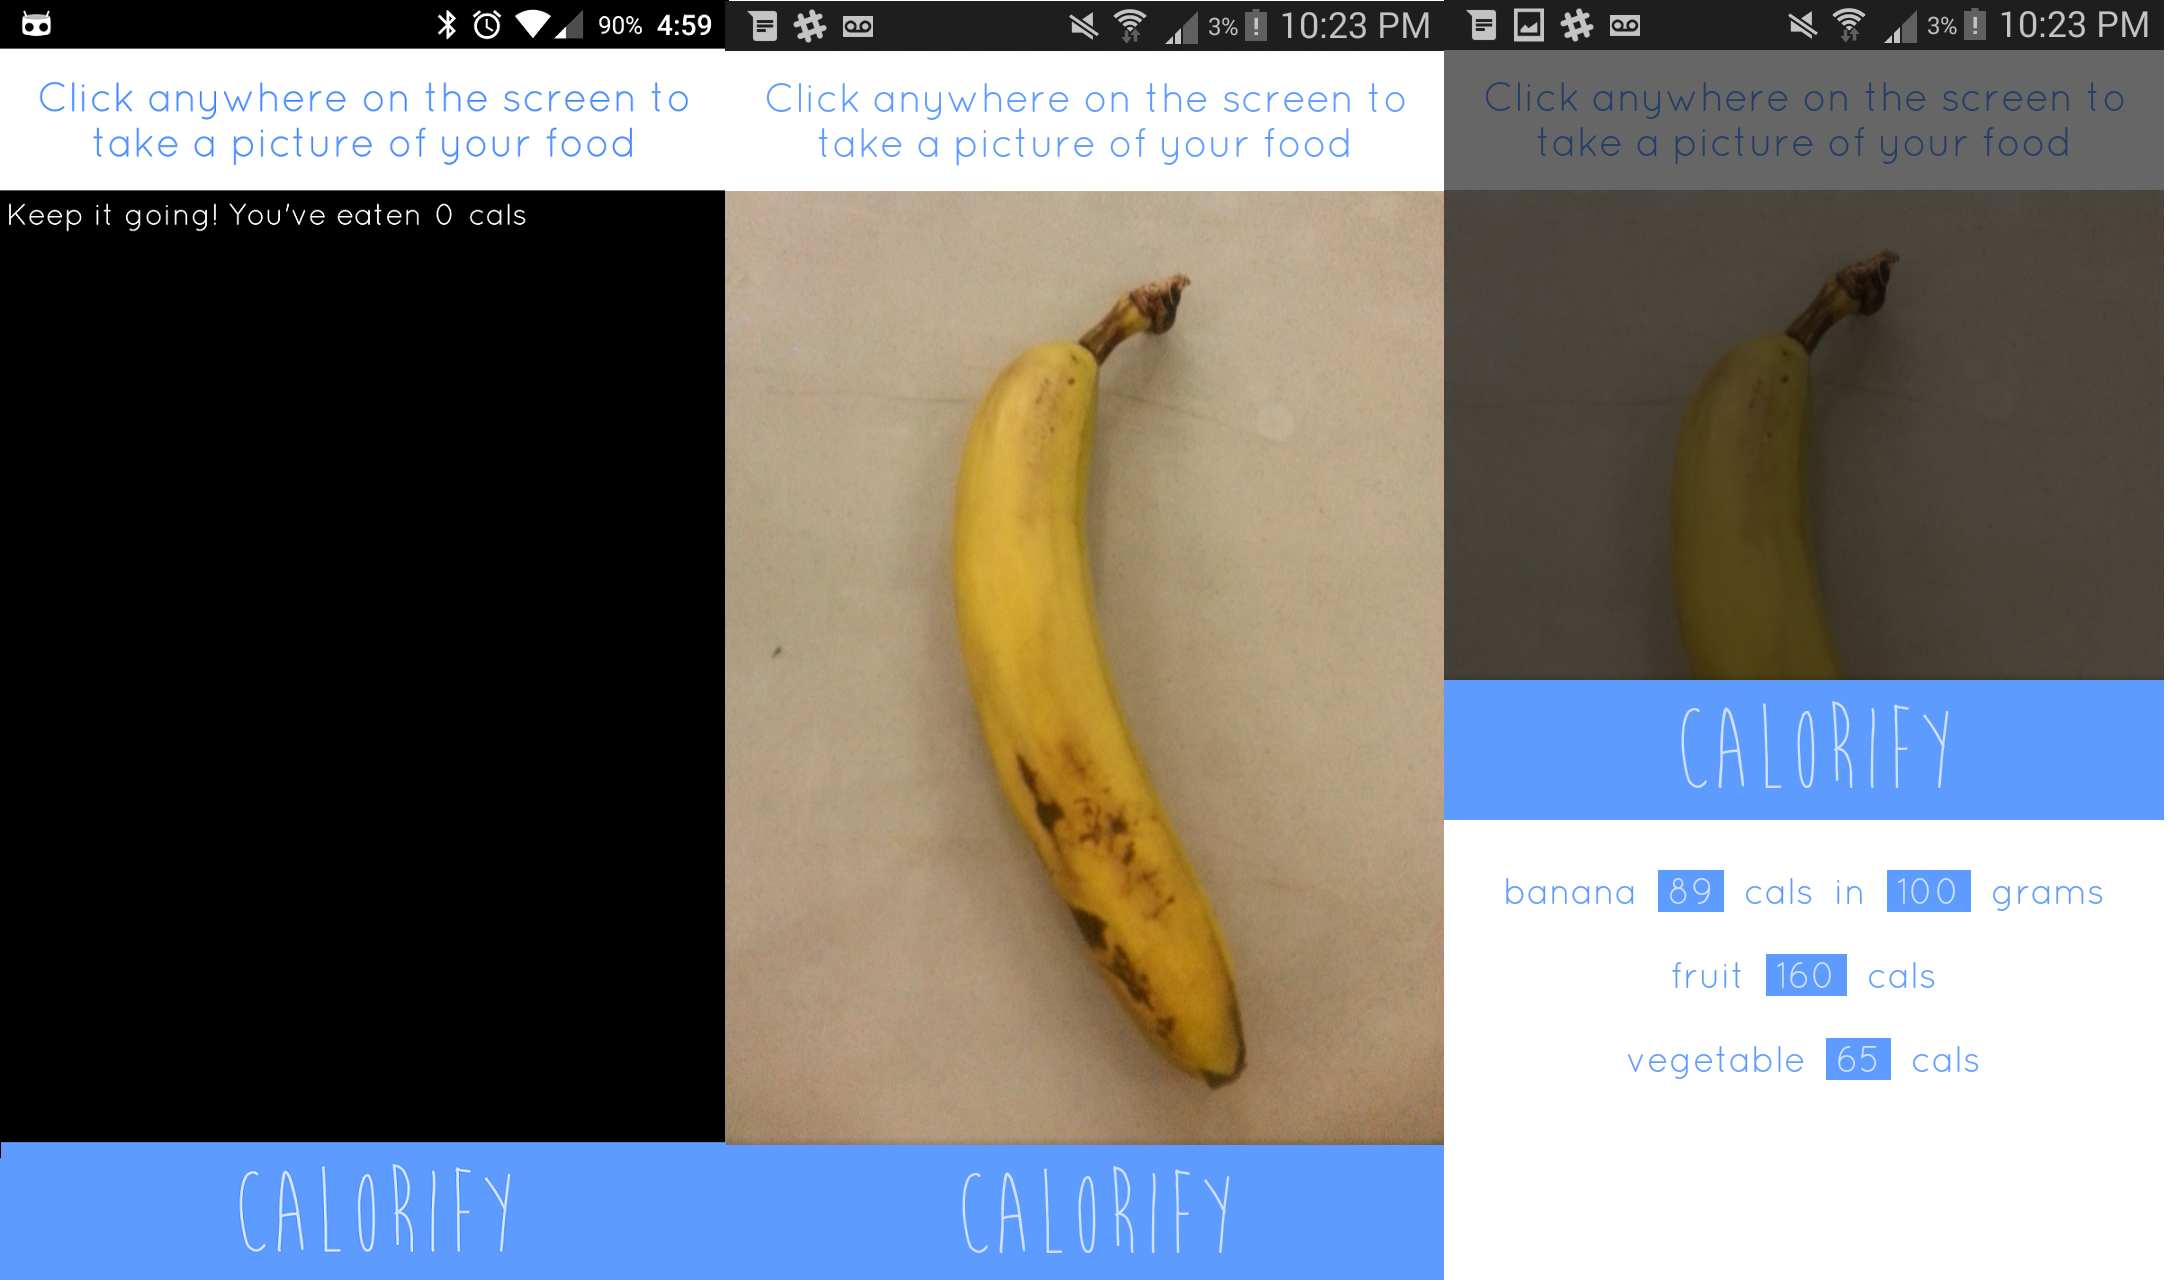 90% 4:59
Click anywhere on the screen to
take a picture of your food
Keep it going! You've eaten 0 cals
CALORIFY
3% 10:23 PM
Click anywhere on the screen to
take a picture of your food
CALORIFY
3% 10:23 PM
Click anywhere on the screen to
take a picture of your food
CALORIFY
banana 89 cals in 100 grams
fruit 160 cals
vegetable 65 cals